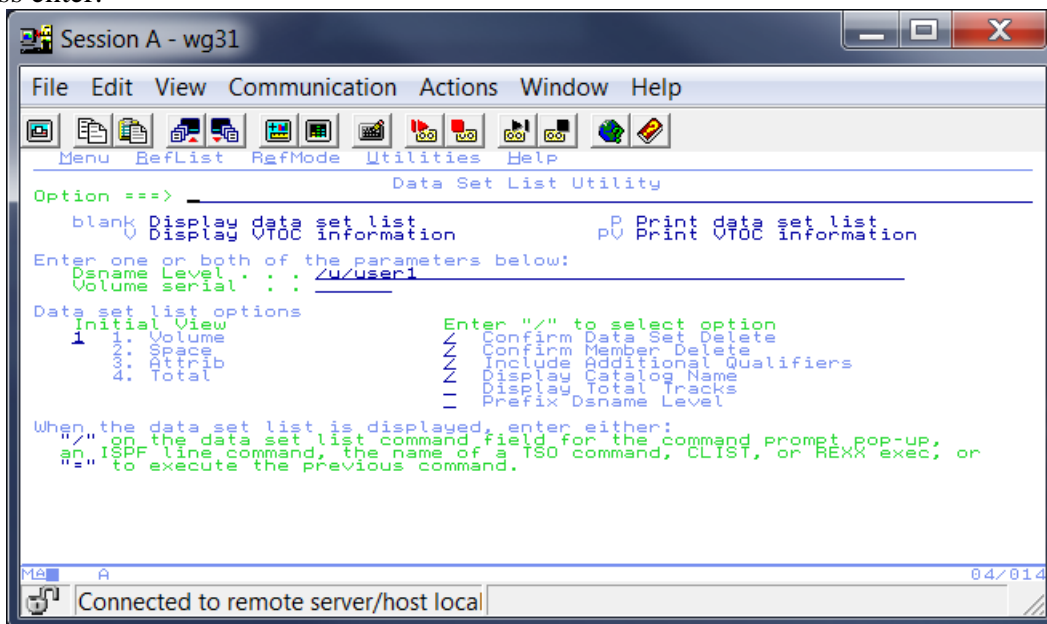 ss enter.
Session A - wg31
File Edit View Communication Actions Window Help
Menu RefList RefMode Utilities Help
Data Set List Utility
Option ===> _
blank Display data set list P Print data set list
V Display VTOC information PV Print VTOC information
Enter one or both of the parameters below:
Dsname Level . . . /u/user1
Volume serial . .
Data set list options
Initial View Enter "/" to select option
1 1. Volume / Confirm Data Set Delete
2. Space / Confirm Member Delete
3. Attrib / Include Additional Qualifiers
4. Total / Display Catalog Name
_ Display Total Tracks
_ Prefix Dsname Level
When the data set list is displayed, enter either:
"/" on the data set list command field for the command prompt pop-up,
an ISPF line command, the name of a TSO command, CLIST, or REXX exec, or
"=" to execute the previous command.
MA A 04/014
Connected to remote server/host local